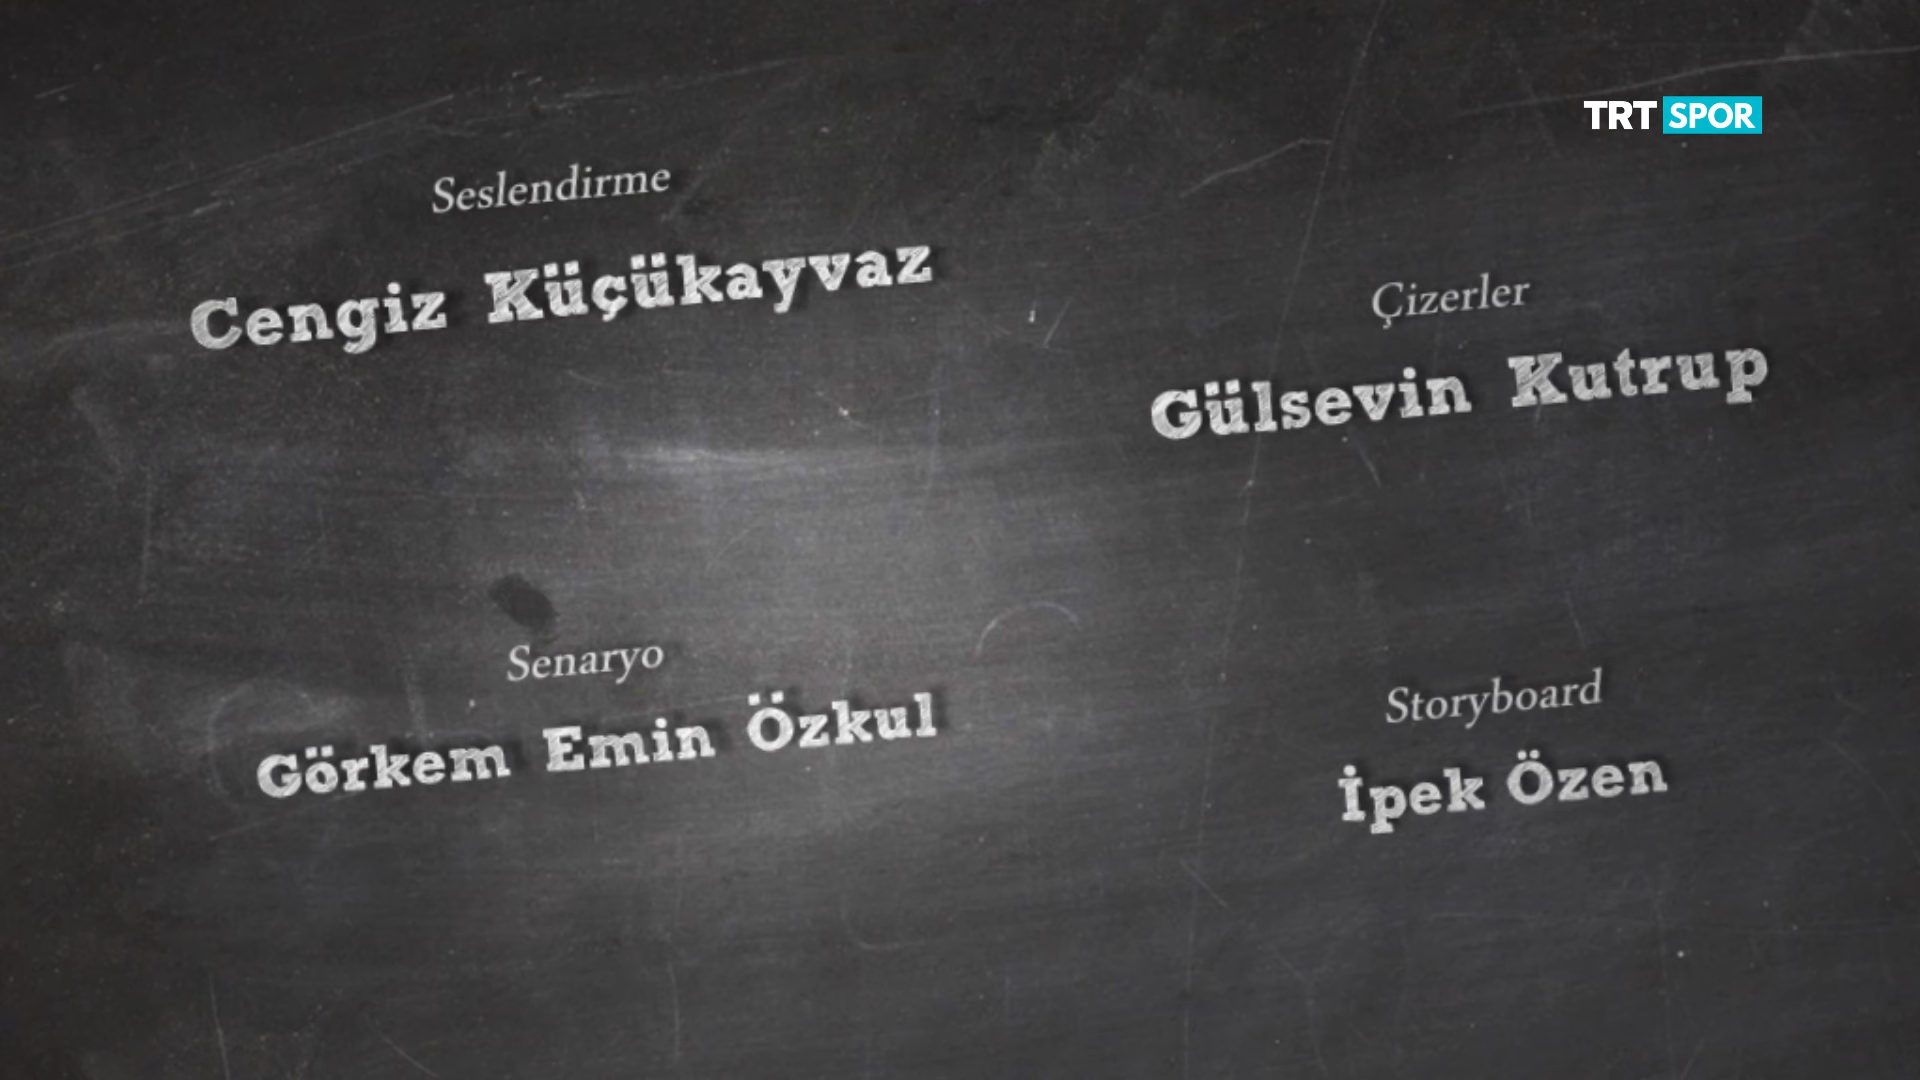 TRT SPOR
Seslendirme
Cengiz Küçükayvaz
Çizerler
Gülsevin Kutrup
Senaryo
Görkem Emin Özkul
Storyboard
İpek Özen